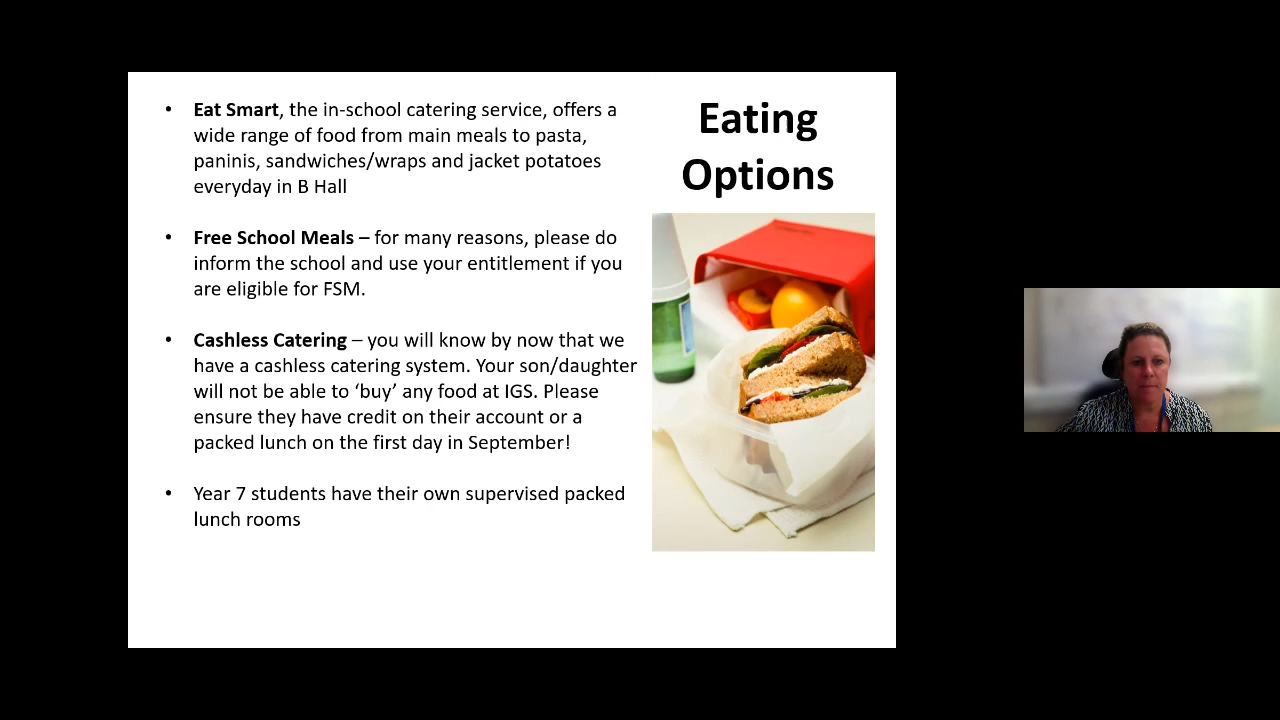 Eating
Options
• Eat Smart, the in-school catering service, offers a
wide range of food from main meals to pasta,
paninis, sandwiches/wraps and jacket potatoes
everyday in B Hall
• Free School Meals – for many reasons, please do
inform the school and use your entitlement if you
are eligible for FSM.
• Cashless Catering – you will know by now that we
have a cashless catering system. Your son/daughter
will not be able to ‘buy’ any food at IGS. Please
ensure they have credit on their account or a
packed lunch on the first day in September!
• Year 7 students have their own supervised packed
lunch rooms